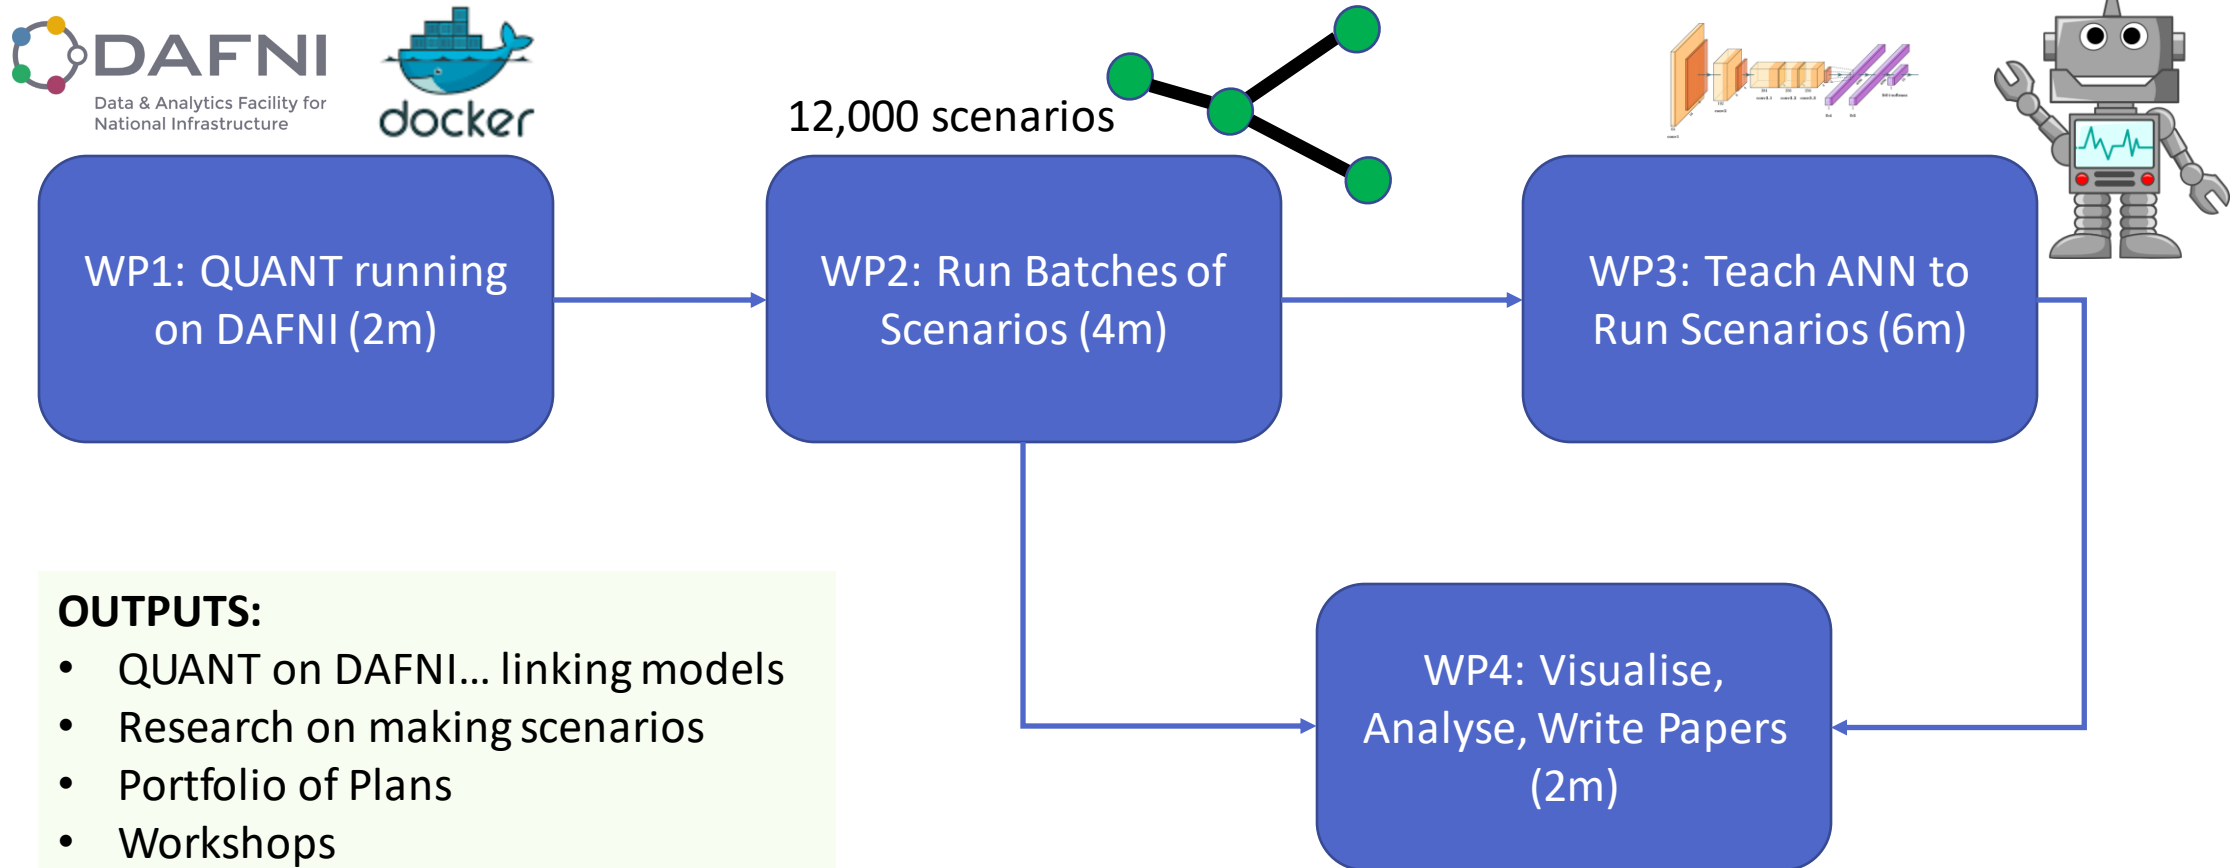 DAFNI
Data & Analytics Facility for
National Infrastructure
docker
12,000 scenarios
WP1: QUANT running
on DAFNI (2m)
WP2: Run Batches of
Scenarios (4m)
WP3: Teach ANN to
Run Scenarios (6m)
OUTPUTS:
• QUANT on DAFNI... linking models
• Research on making scenarios
• Portfolio of Plans
• Workshops
WP4: Visualise,
Analyse, Write Papers
(2m)